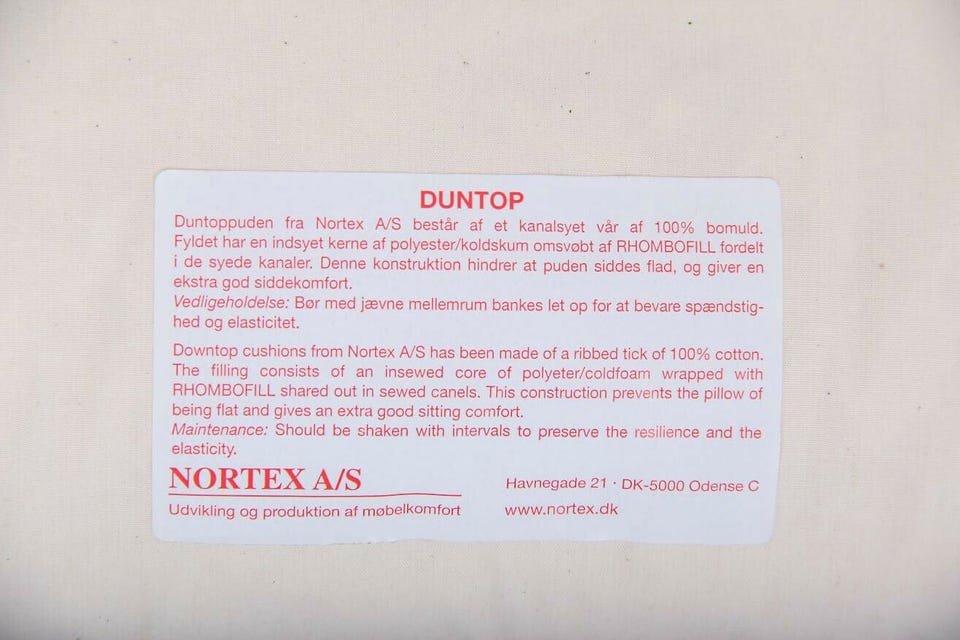 DUNTOP
Duntoppuden fra Nortex A/S består af et kanalsyet vår af 100% bomuld.
Fyldet har en indsyet kerne af polyester/koldskum omsvøbt af RHOMBOFILL fordelt
i de syede kanaler. Denne konstruktion hindrer at puden siddes flad, og giver en
ekstra god siddekomfort.
Vedligeholdelse: Bør med jævne mellemrum bankes let op for at bevare spændstig-
hed og elasticitet.
Downtop cushions from Nortex A/S has been made of a ribbed tick of 100% cotton.
The filling consists of an insewed core of polyeter/coldfoam wrapped with
RHOMBOFILL shared out in sewed canels. This construction prevents the pillow of
being flat and gives an extra good sitting comfort.
Maintenance: Should be shaken with intervals to preserve the resilience and the
elasticity.
NORTEX A/S
Udvikling og produktion af møbelkomfort
Havnegade 21 · DK-5000 Odense C
www.nortex.dk